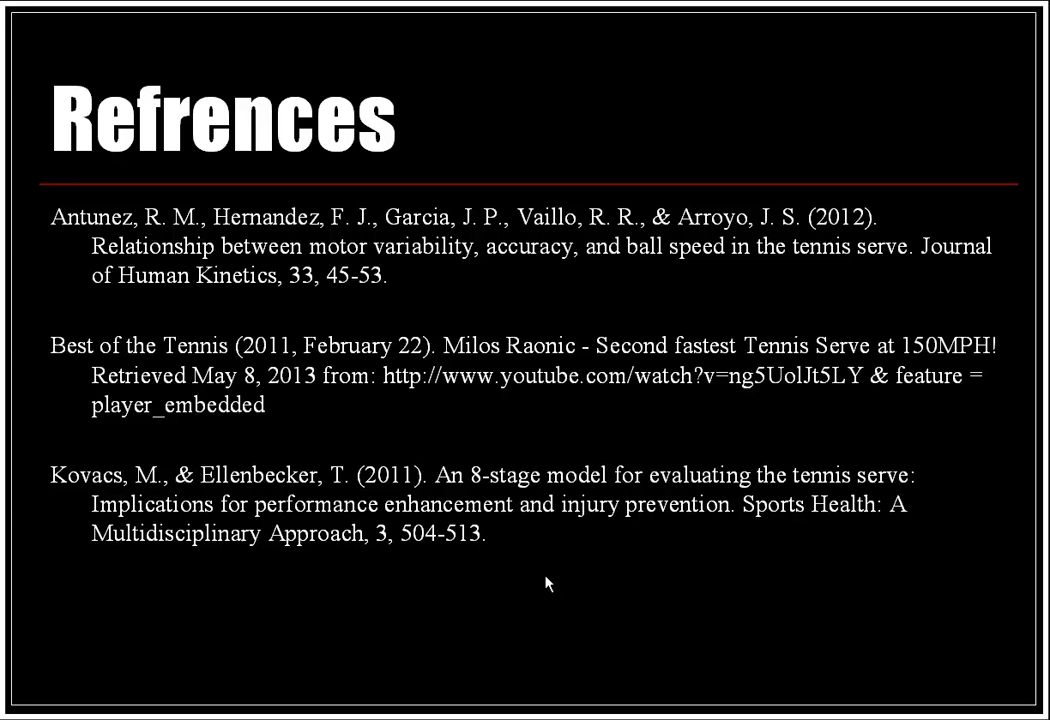 Refrences
Antunez, R. M., Hernandez, F. J., Garcia, J. P., Vaillo, R. R., & Arroyo, J. S. (2012).
Relationship between motor variability, accuracy, and ball speed in the tennis serve. Journal
of Human Kinetics, 33, 45-53.
Best of the Tennis (2011, February 22). Milos Raonic - Second fastest Tennis Serve at 150MPH!
Retrieved May 8, 2013 from: http://www.youtube.com/watch?v=ng5UolJt5LY & feature =
player_embedded
Kovacs, M., & Ellenbecker, T. (2011). An 8-stage model for evaluating the tennis serve:
Implications for performance enhancement and injury prevention. Sports Health: A
Multidisciplinary Approach, 3, 504-513.